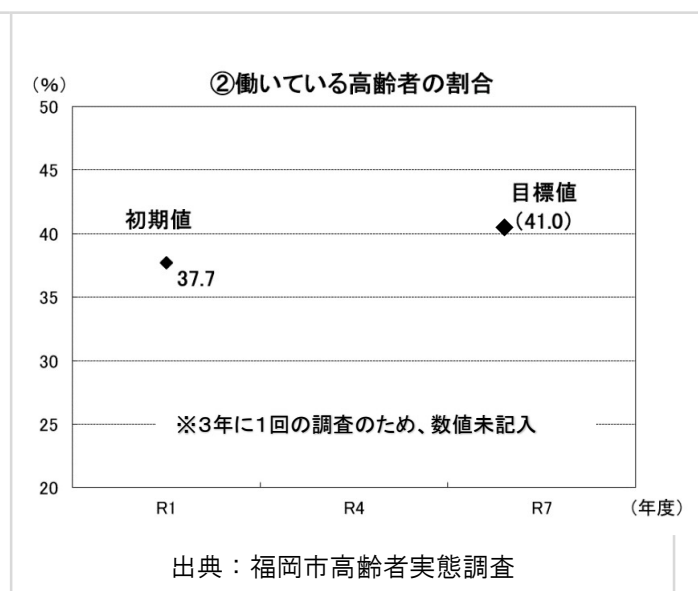 ②働いている高齢者の割合
(%)
50
45
40
35
30
25
20
初期値
37.7
目標値
(41.0)
※3年に1回の調査のため、数値未記入
R1
R4
R7
(年度)
出典：福岡市高齢者実態調査